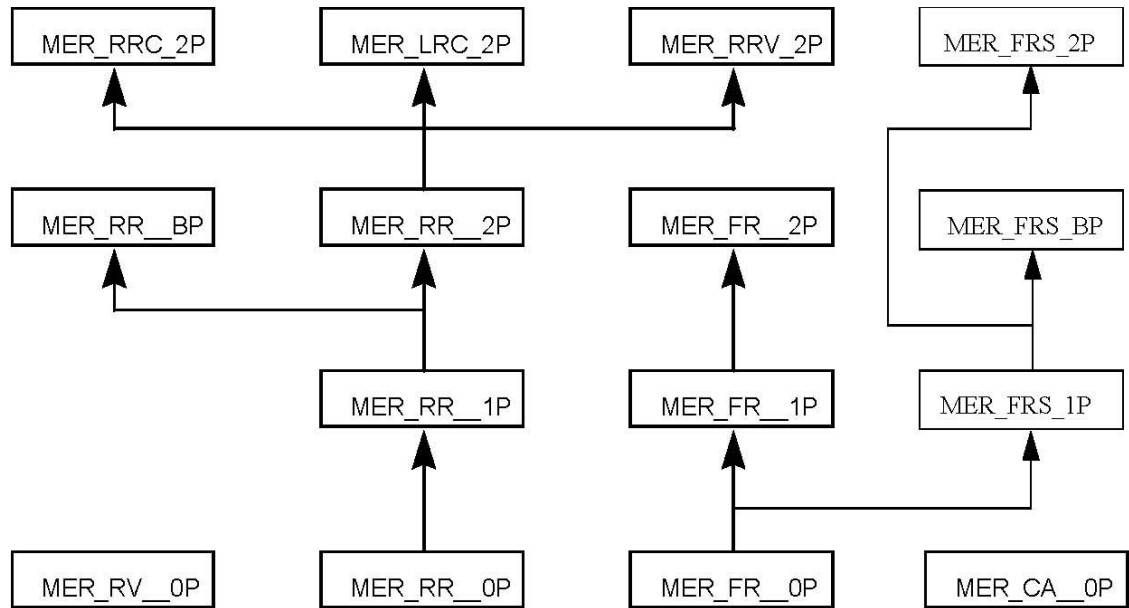 MER_RRC_2P
MER_LRC_2P
MER_RRV_2P
MER_FRS_2P
MER_RR__BP
MER_RR__2P
MER_FR__2P
MER_FRS_BP
MER_RR__1P
MER_FR__1P
MER_FRS_1P
MER_RV__0P
MER_RR__0P
MER_FR__0P
MER_CA__0P